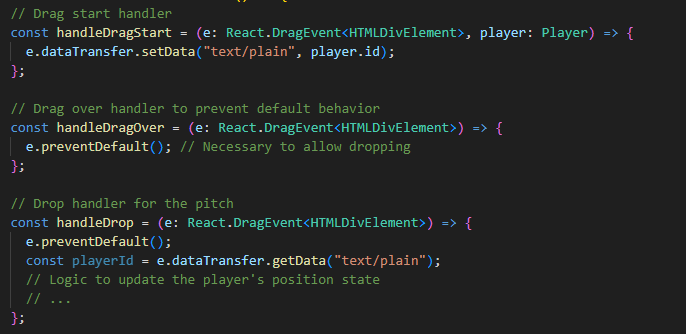 // Drag start handler
const handleDragStart = (e: React.DragEvent<HTMLDivElement>, player: Player) => {
  e.dataTransfer.setData("text/plain", player.id);
};

// Drag over handler to prevent default behavior
const handleDragOver = (e: React.DragEvent<HTMLDivElement>) => {
  e.preventDefault(); // Necessary to allow dropping
};

// Drop handler for the pitch
const handleDrop = (e: React.DragEvent<HTMLDivElement>) => {
  e.preventDefault();
  const playerId = e.dataTransfer.getData("text/plain");
  // Logic to update the player's position state
  // ...
};